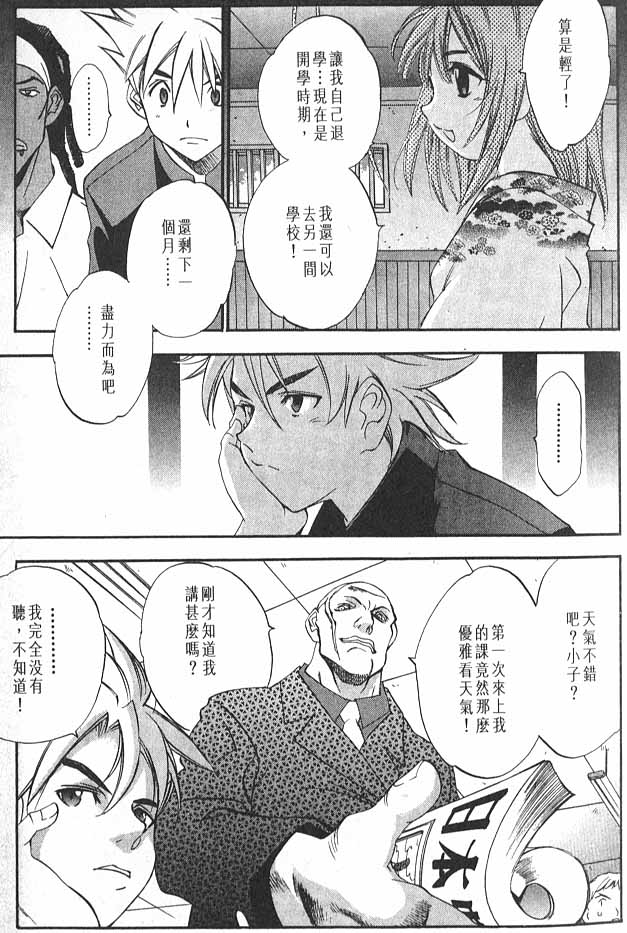 算是輕了！
讓我自己退
學…現在是
開學時期，
我還可以
去另一間
學校！
………
還剩下一
個月……
………
盡力而為吧
………
天氣不錯
吧？小子？
第一次來上我
的課竟然那麼
優雅看天氣！
剛才知道我
講甚麼嗎？
………
我完全没有
聽，不知道！
日本